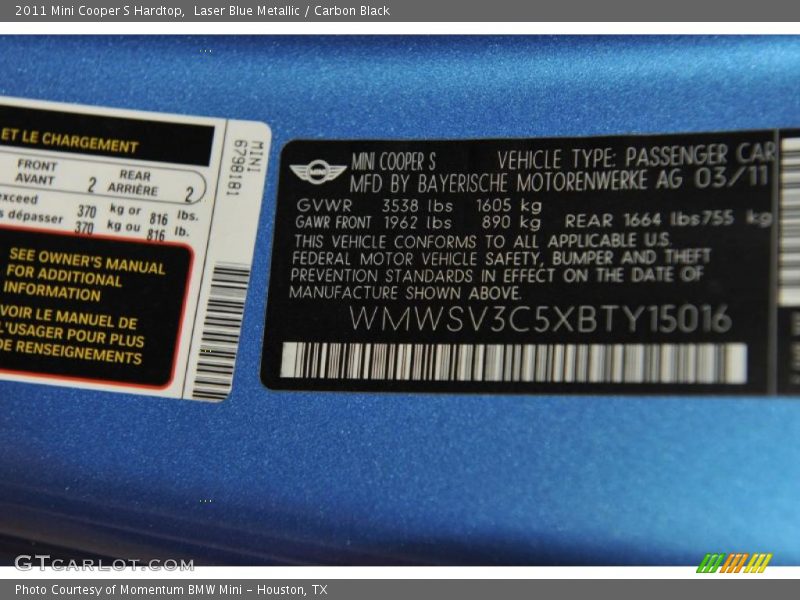 2011 Mini Cooper S Hardtop,  Laser Blue Metallic / Carbon Black
ET LE CHARGEMENT
FRONT
AVANT 2 REAR
ARRIÈRE 2
exceed 370 kg or 816 lbs.
dépasser 370 kg ou 816 lb.
SEE OWNER'S MANUAL
FOR ADDITIONAL
INFORMATION
VOIR LE MANUEL DE
L'USAGER POUR PLUS
DE RENSEIGNEMENTS
MINI
6798181
MINI
MINI COOPER S VEHICLE TYPE: PASSENGER CAR
MFD BY BAYERISCHE MOTORENWERKE AG 03/11
GVWR 3538 lbs 1605 kg
GAWR FRONT 1962 lbs 890 kg REAR 1664 lbs 755 kg
THIS VEHICLE CONFORMS TO ALL APPLICABLE U.S.
FEDERAL MOTOR VEHICLE SAFETY, BUMPER AND THEFT
PREVENTION STANDARDS IN EFFECT ON THE DATE OF
MANUFACTURE SHOWN ABOVE.
WMWSV3C5XBTY15016
GTCARLOT.COM
Photo Courtesy of Momentum BMW Mini - Houston, TX